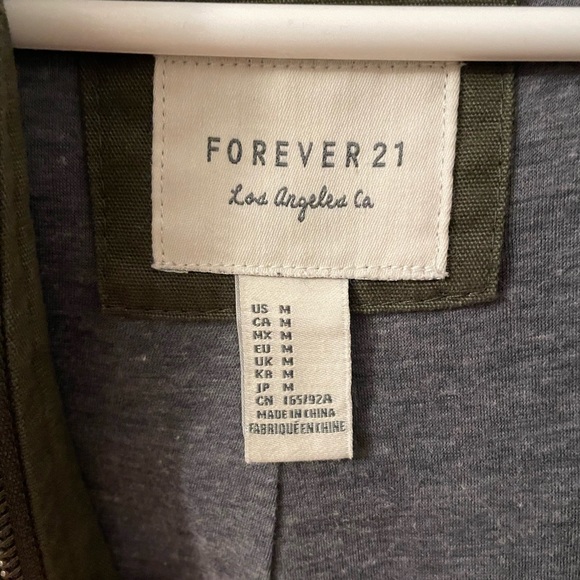 FOREVER 21
Los Angeles Ca
US M
CA M
MX M
EU M
UK M
KR M
JP M
CN 165/92A
MADE IN CHINA
FABRIQUÉ EN CHINE